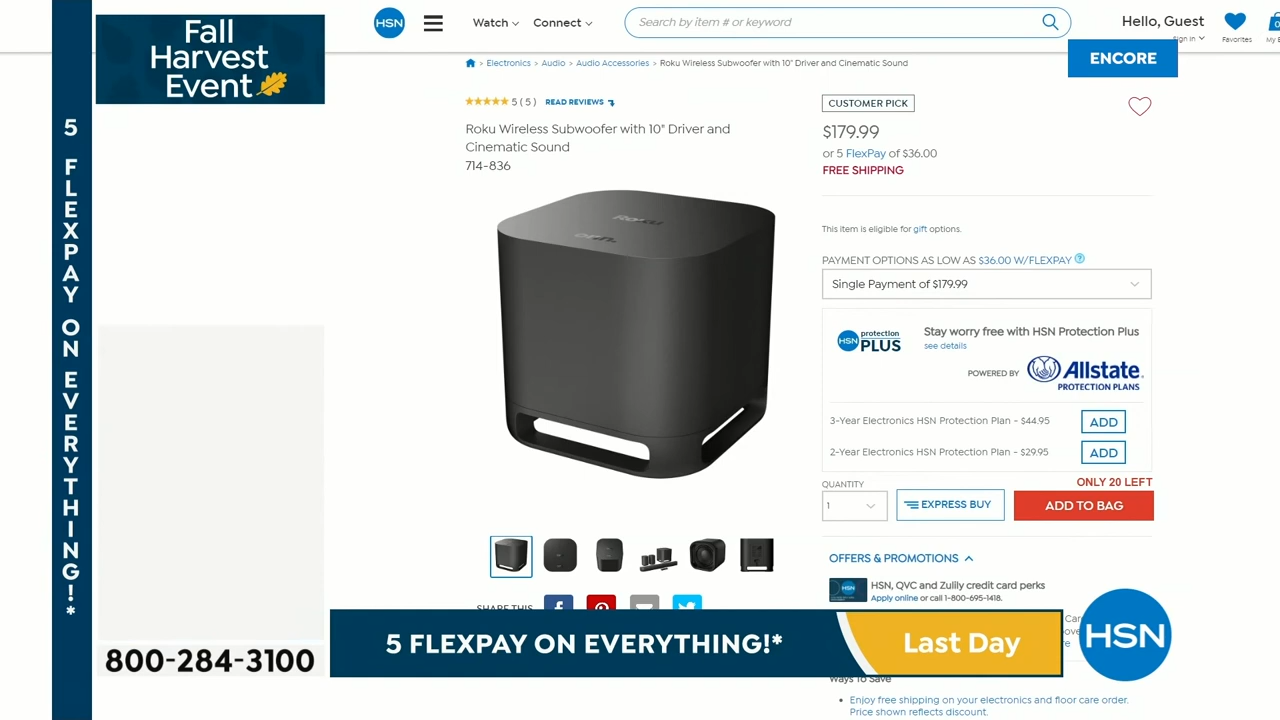 5 FLEXPAY ON EVERYTHING!*
Fall
Harvest
Event
HSN
Watch
Connect
Search by item # or keyword
Hello, Guest
Sign in
Favorites
0
ENCORE
Electronics > Audio > Audio Accessories > Roku Wireless Subwoofer with 10" Driver and Cinematic Sound
5 ( 5 ) READ REVIEWS
Roku Wireless Subwoofer with 10" Driver and
Cinematic Sound
714-836
Roku
CUSTOMER PICK
$179.99
or 5 FlexPay of $36.00
FREE SHIPPING
This item is eligible for gift options.
PAYMENT OPTIONS AS LOW AS $36.00 W/FLEXPAY ?
Single Payment of $179.99
HSN protection
PLUS
Stay worry free with HSN Protection Plus
see details
POWERED BY Allstate
PROTECTION PLANS
3-Year Electronics HSN Protection Plan - $44.95 ADD
2-Year Electronics HSN Protection Plan - $29.95 ADD
QUANTITY
ONLY 20 LEFT
1
EXPRESS BUY
ADD TO BAG
OFFERS & PROMOTIONS
HSN
HSN, QVC and Zulily credit card perks
Apply online or call 1-800-695-1418.
SHARE THIS
5 FLEXPAY ON EVERYTHING!*
Last Day
HSN
800-284-3100
Ways To Save
• Enjoy free shipping on your electronics and floor care order.
Price shown reflects discount.